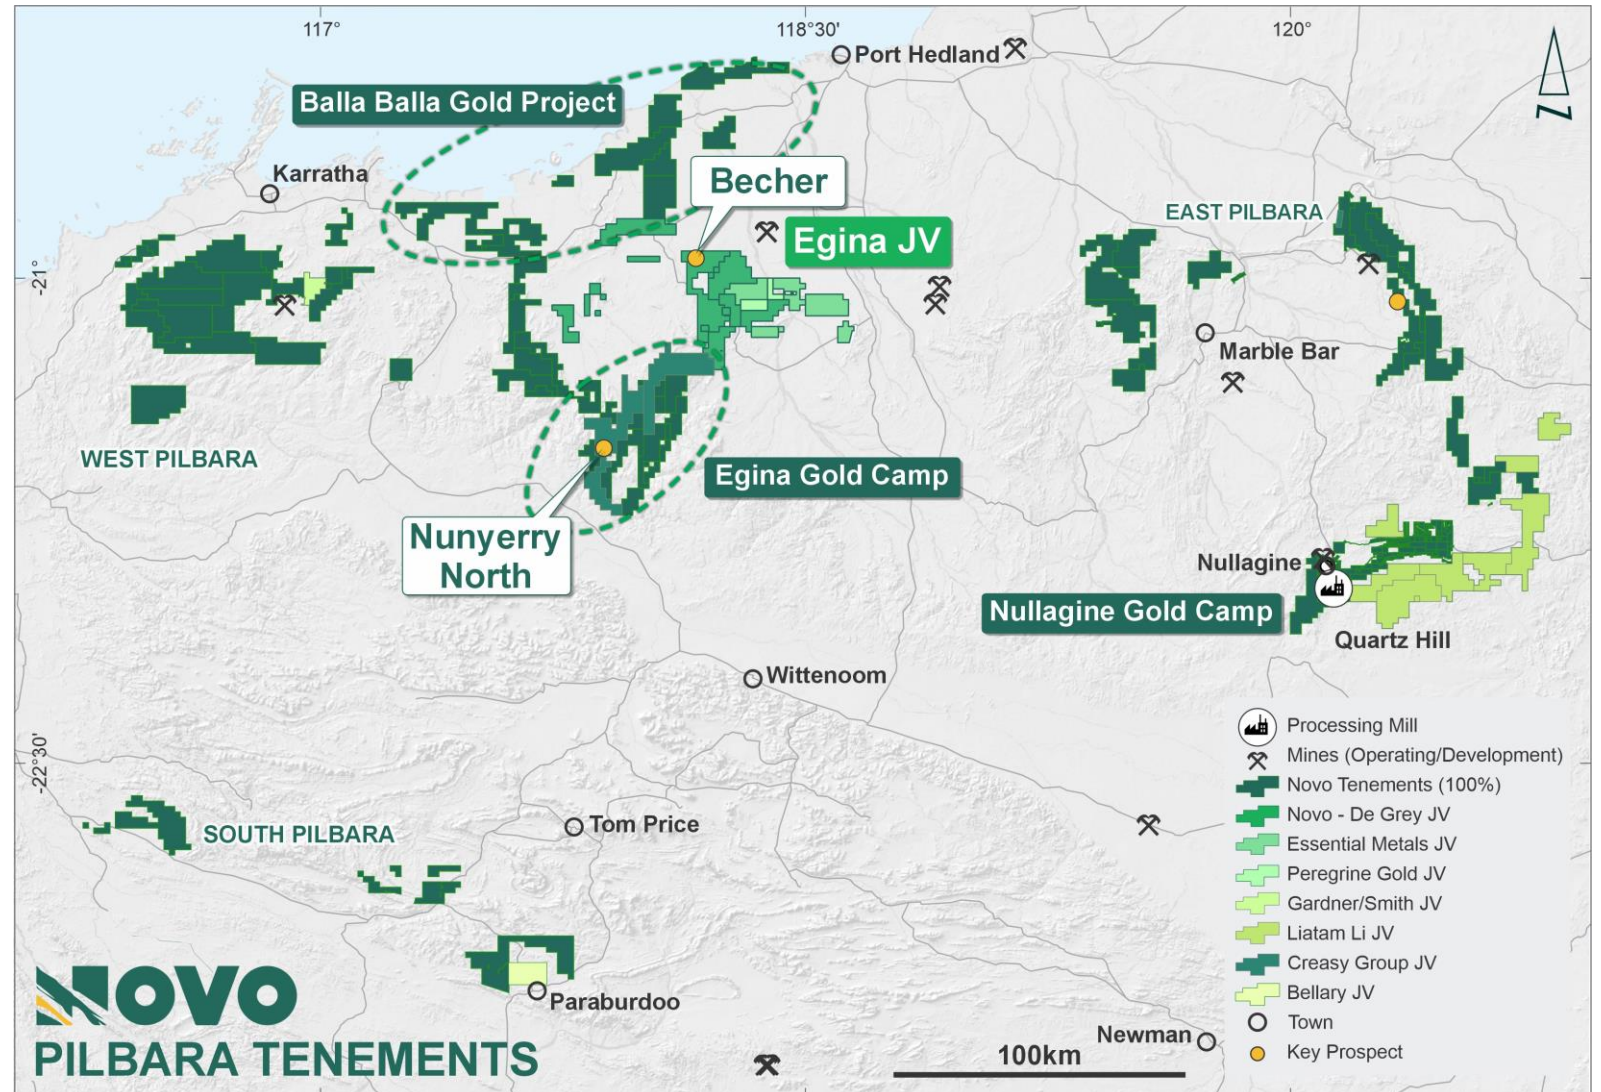 117°
118°30'
120°
Port Hedland
Balla Balla Gold Project
Karratha
Becher
EAST PILBARA
Egina JV
-21°
Marble Bar
WEST PILBARA
Egina Gold Camp
Nunyerry
North
Nullagine
Nullagine Gold Camp
Quartz Hill
Wittenoom
-22°30'
Tom Price
SOUTH PILBARA
Paraburdoo
Newman
100km
Processing Mill
Mines (Operating/Development)
Novo Tenements (100%)
Novo - De Grey JV
Essential Metals JV
Peregrine Gold JV
Gardner/Smith JV
Liatam Li JV
Creasy Group JV
Bellary JV
Town
Key Prospect
NOVO
PILBARA TENEMENTS
N